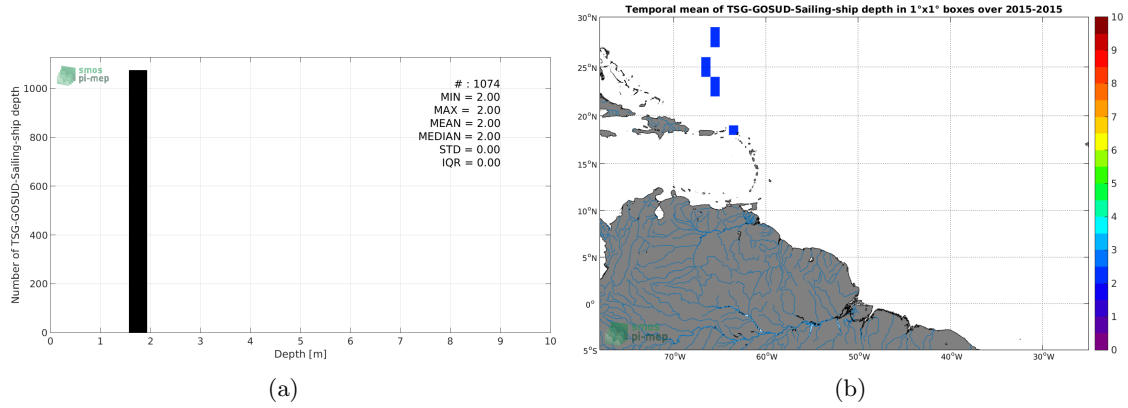 smos
pi-mep
# : 1074
MIN = 2.00
MAX = 2.00
MEAN = 2.00
MEDIAN = 2.00
STD = 0.00
IQR = 0.00
Number of TSG-GOSUD-Sailing-ship depth
1000
800
600
400
200
0
0 1 2 3 4 5 6 7 8 9 10
Depth [m]
(a)
Temporal mean of TSG-GOSUD-Sailing-ship depth in 1°x1° boxes over 2015-2015
30°N
25°N
20°N
15°N
10°N
5°N
0°
5°S
70°W 60°W 50°W 40°W 30°W
smos
pi-mep
10
9
8
7
6
5
4
3
2
1
0
(b)